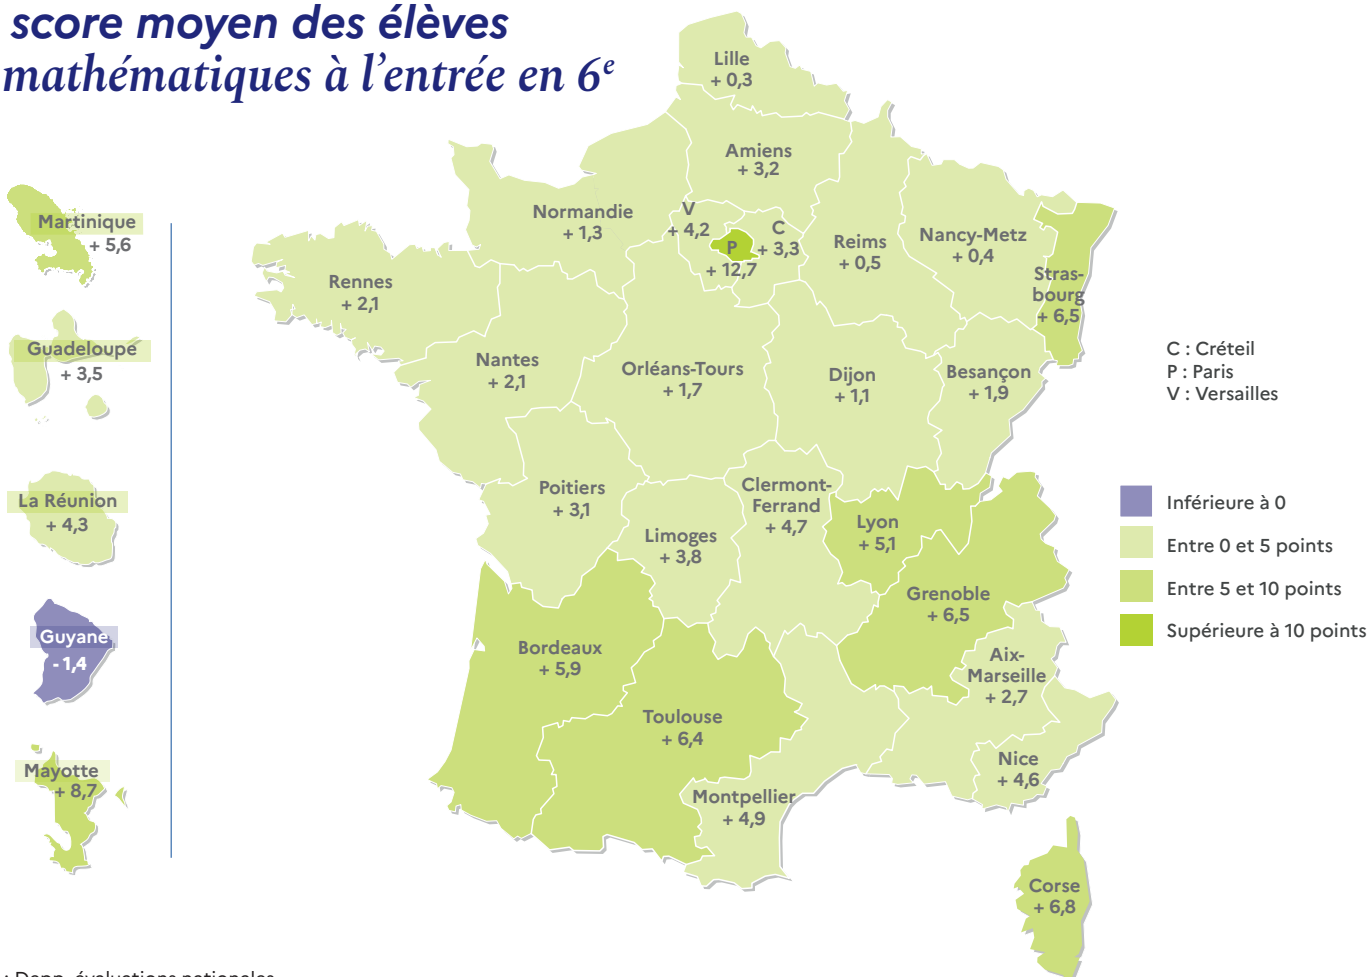 score moyen des élèves
mathématiques à l'entrée en 6e
Lille
+ 0,3
Amiens
+ 3,2
Normandie
+ 1,3
V
+ 4,2
C
+ 3,3
P
+ 12,7
Reims
+ 0,5
Nancy-Metz
+ 0,4
Stras-
bourg
+ 6,5
Rennes
+ 2,1
Nantes
+ 2,1
Orléans-Tours
+ 1,7
Dijon
+ 1,1
Besançon
+ 1,9
Poitiers
+ 3,1
Limoges
+ 3,8
Clermont-
Ferrand
+ 4,7
Lyon
+ 5,1
Grenoble
+ 6,5
Bordeaux
+ 5,9
Toulouse
+ 6,4
Aix-
Marseille
+ 2,7
Nice
+ 4,6
Montpellier
+ 4,9
Corse
+ 6,8
Martinique
+ 5,6
Guadeloupe
+ 3,5
La Réunion
+ 4,3
Guyane
- 1,4
Mayotte
+ 8,7
C : Créteil
P : Paris
V : Versailles
Inférieure à 0
Entre 0 et 5 points
Entre 5 et 10 points
Supérieure à 10 points
: Depp, évaluations nationales